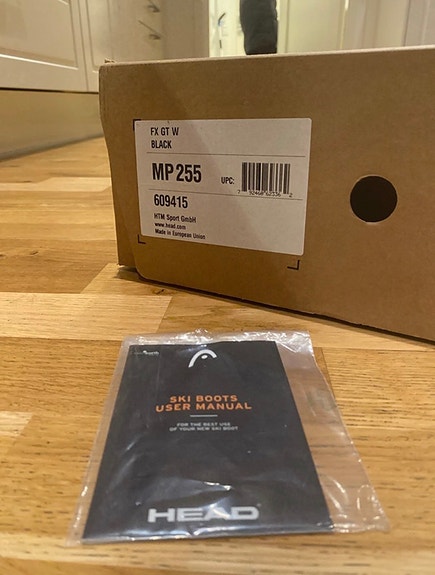 FX GT W
BLACK
MP 255
UPC:
609415
HTM Sport GmbH
www.head.com
Made in European Union
SKI BOOTS
USER MANUAL
FOR THE BEST USE
OF YOUR NEW SKI BOOT
HEAD